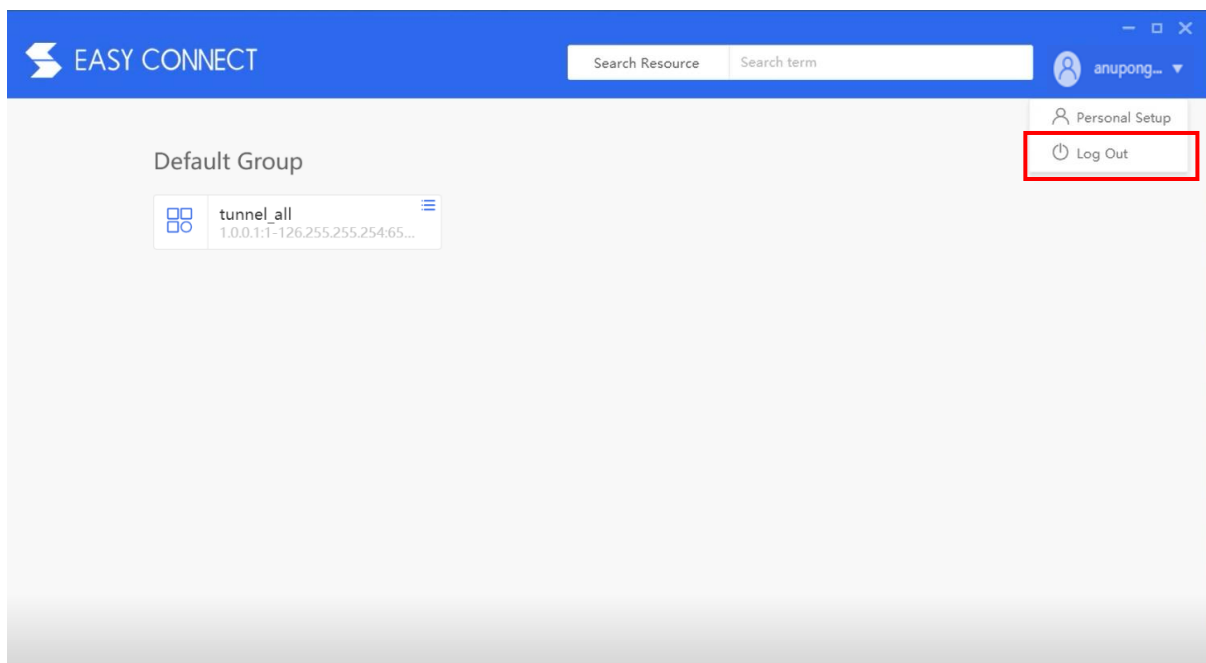 EASY CONNECT
Search Resource
Search term
anupong...
Personal Setup
Log Out
Default Group
tunnel_all
1.0.0.1:1-126.255.255.254:65...